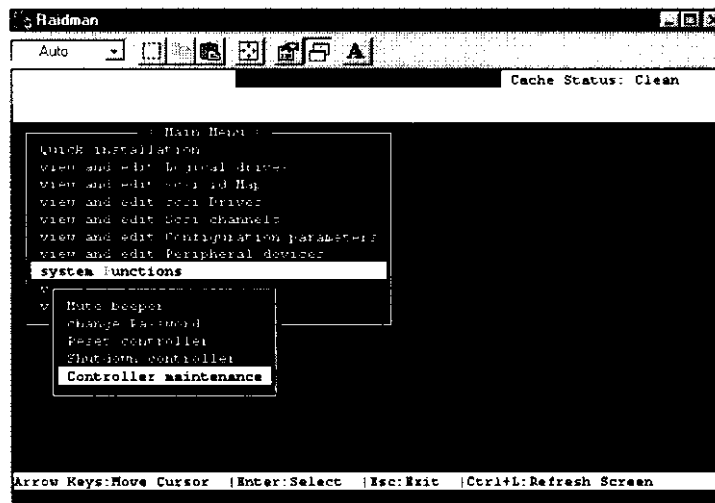 Raidman
Auto
A
Cache Status: Clean
Main Menu
Quick installation
view and edit Logical drives
view and edit scsi id Map
view and edit scsi Drives
view and edit Scsi channels
view and edit Configuration parameters
view and edit Peripheral devices
system Functions
v
v
Mute beeper
change Password
Reset controller
Shutdown controller
Controller maintenance
Arrow Keys:Move Cursor |Enter:Select |Esc:Exit |Ctrl+L:Refresh Screen